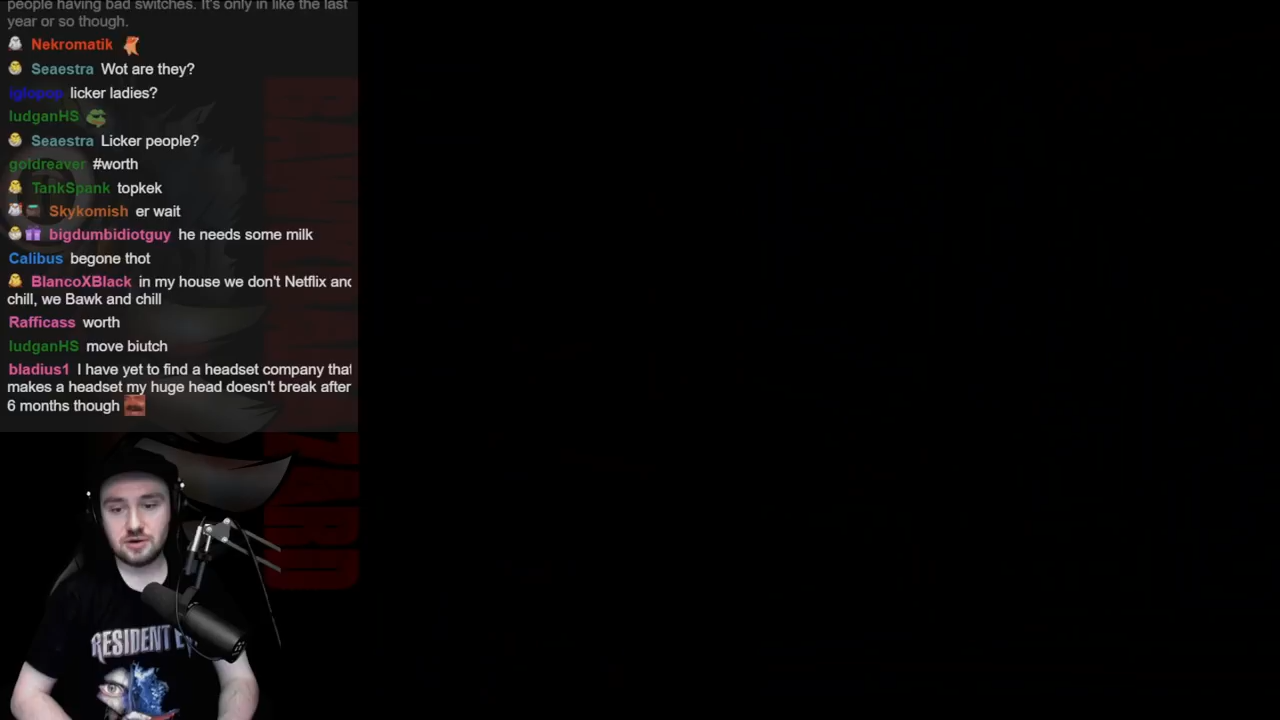 people having bad switches. It's only in like the last
year or so though.
Nekromatik
Seaestra Wot are they?
iglopop licker ladies?
ludganHS
Seaestra Licker people?
goldreaver #worth
TankSpank topkek
Skykomish er wait
bigdumbidiotguy he needs some milk
Calibus begone thot
BlancoXBlack in my house we don't Netflix and
chill, we Bawk and chill
Rafficass worth
ludganHS move biutch
bladius1 I have yet to find a headset company that
makes a headset my huge head doesn't break after
6 months though
RESIDENT E